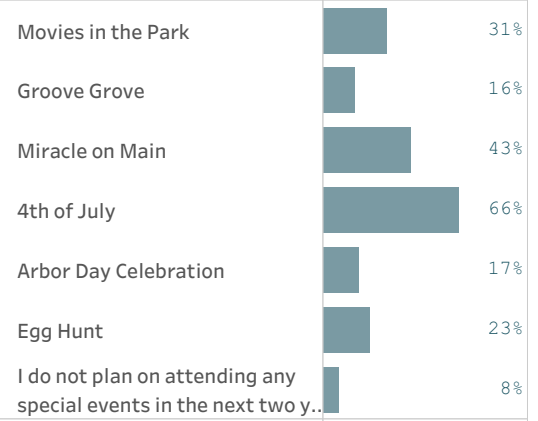 Movies in the Park 31%
Groove Grove 16%
Miracle on Main 43%
4th of July 66%
Arbor Day Celebration 17%
Egg Hunt 23%
I do not plan on attending any
special events in the next two y.. 8%